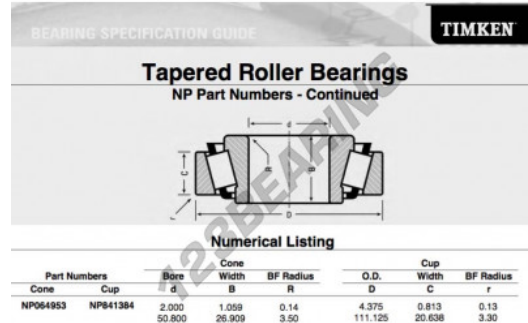 BEARING SPECIFICATION GUIDE
TIMKEN
Tapered Roller Bearings
NP Part Numbers - Continued
d
R
B
C
r
D
123BEARING
Numerical Listing
Cone Cup
Part Numbers Bore Width BF Radius O.D. Width BF Radius
Cone Cup d B R D C r
NP064953 NP841384 2.000 1.059 0.14 4.375 0.813 0.13
50.800 26.909 3.50 111.125 20.638 3.30